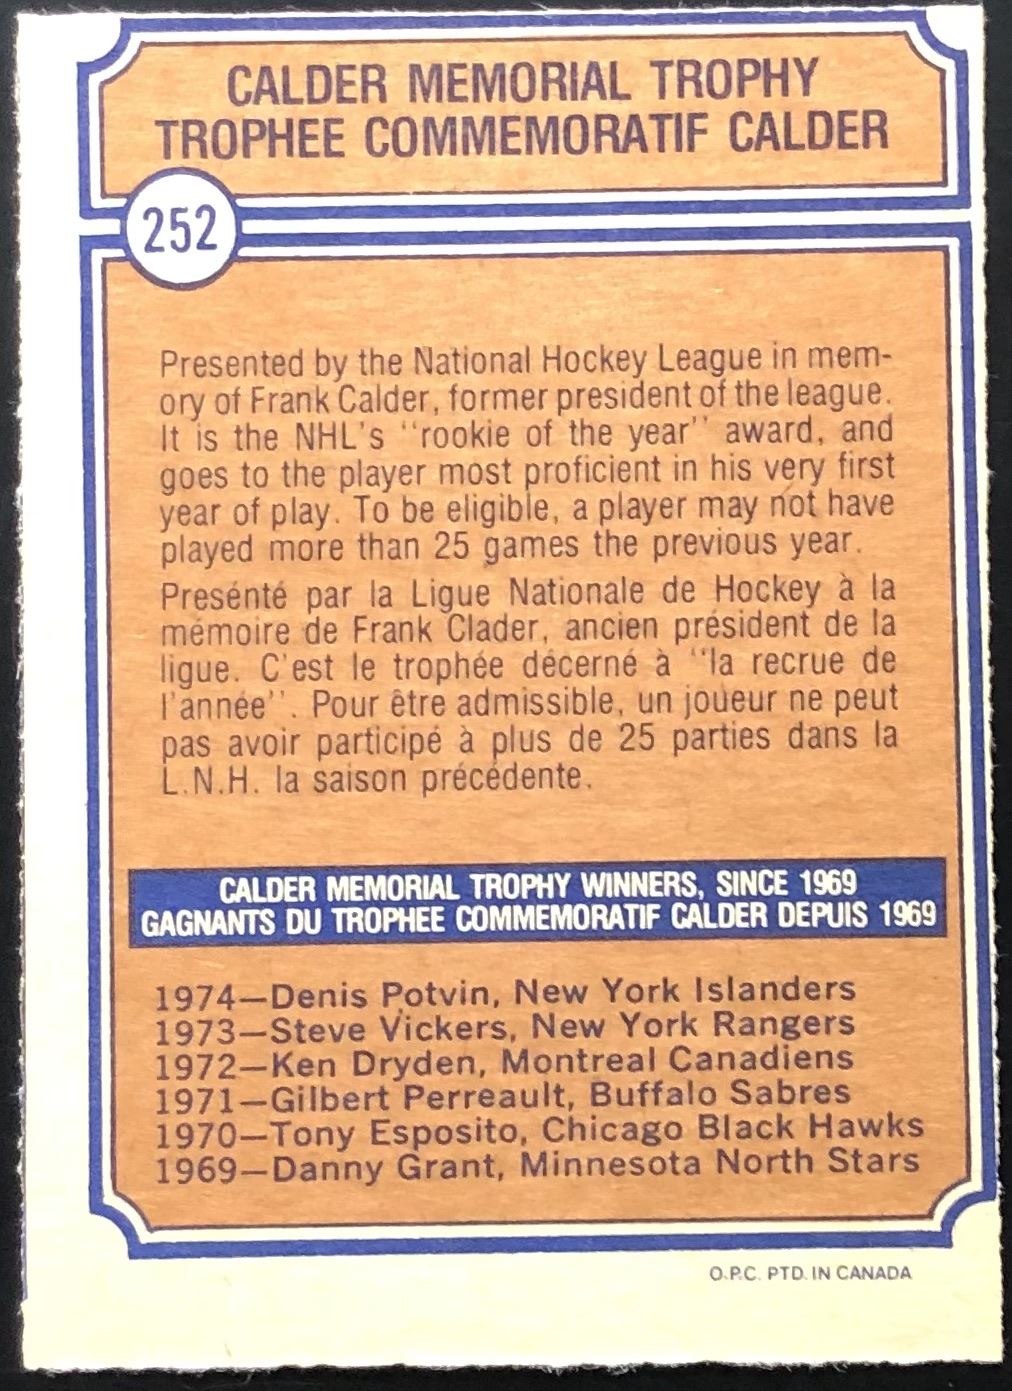 CALDER MEMORIAL TROPHY
TROPHEE COMMEMORATIF CALDER
252
Presented by the National Hockey League in mem-
ory of Frank Calder, former president of the league.
It is the NHL's "rookie of the year" award, and
goes to the player most proficient in his very first
year of play. To be eligible, a player may not have
played more than 25 games the previous year.
Presénté par la Ligue Nationale de Hockey à la
mémoire de Frank Clader, ancien président de la
ligue. C'est le trophée décerné à "la recrue de
l'année". Pour être admissible, un joueur ne peut
pas avoir participé à plus de 25 parties dans la
L.N.H. la saison précédente.
CALDER MEMORIAL TROPHY WINNERS, SINCE 1969
GAGNANTS DU TROPHEE COMMEMORATIF CALDER DEPUIS 1969
1974—Denis Potvin, New York Islanders
1973—Steve Vickers, New York Rangers
1972—Ken Dryden, Montreal Canadiens
1971—Gilbert Perreault, Buffalo Sabres
1970—Tony Esposito, Chicago Black Hawks
1969—Danny Grant, Minnesota North Stars
O.P.C. PTD. IN CANADA